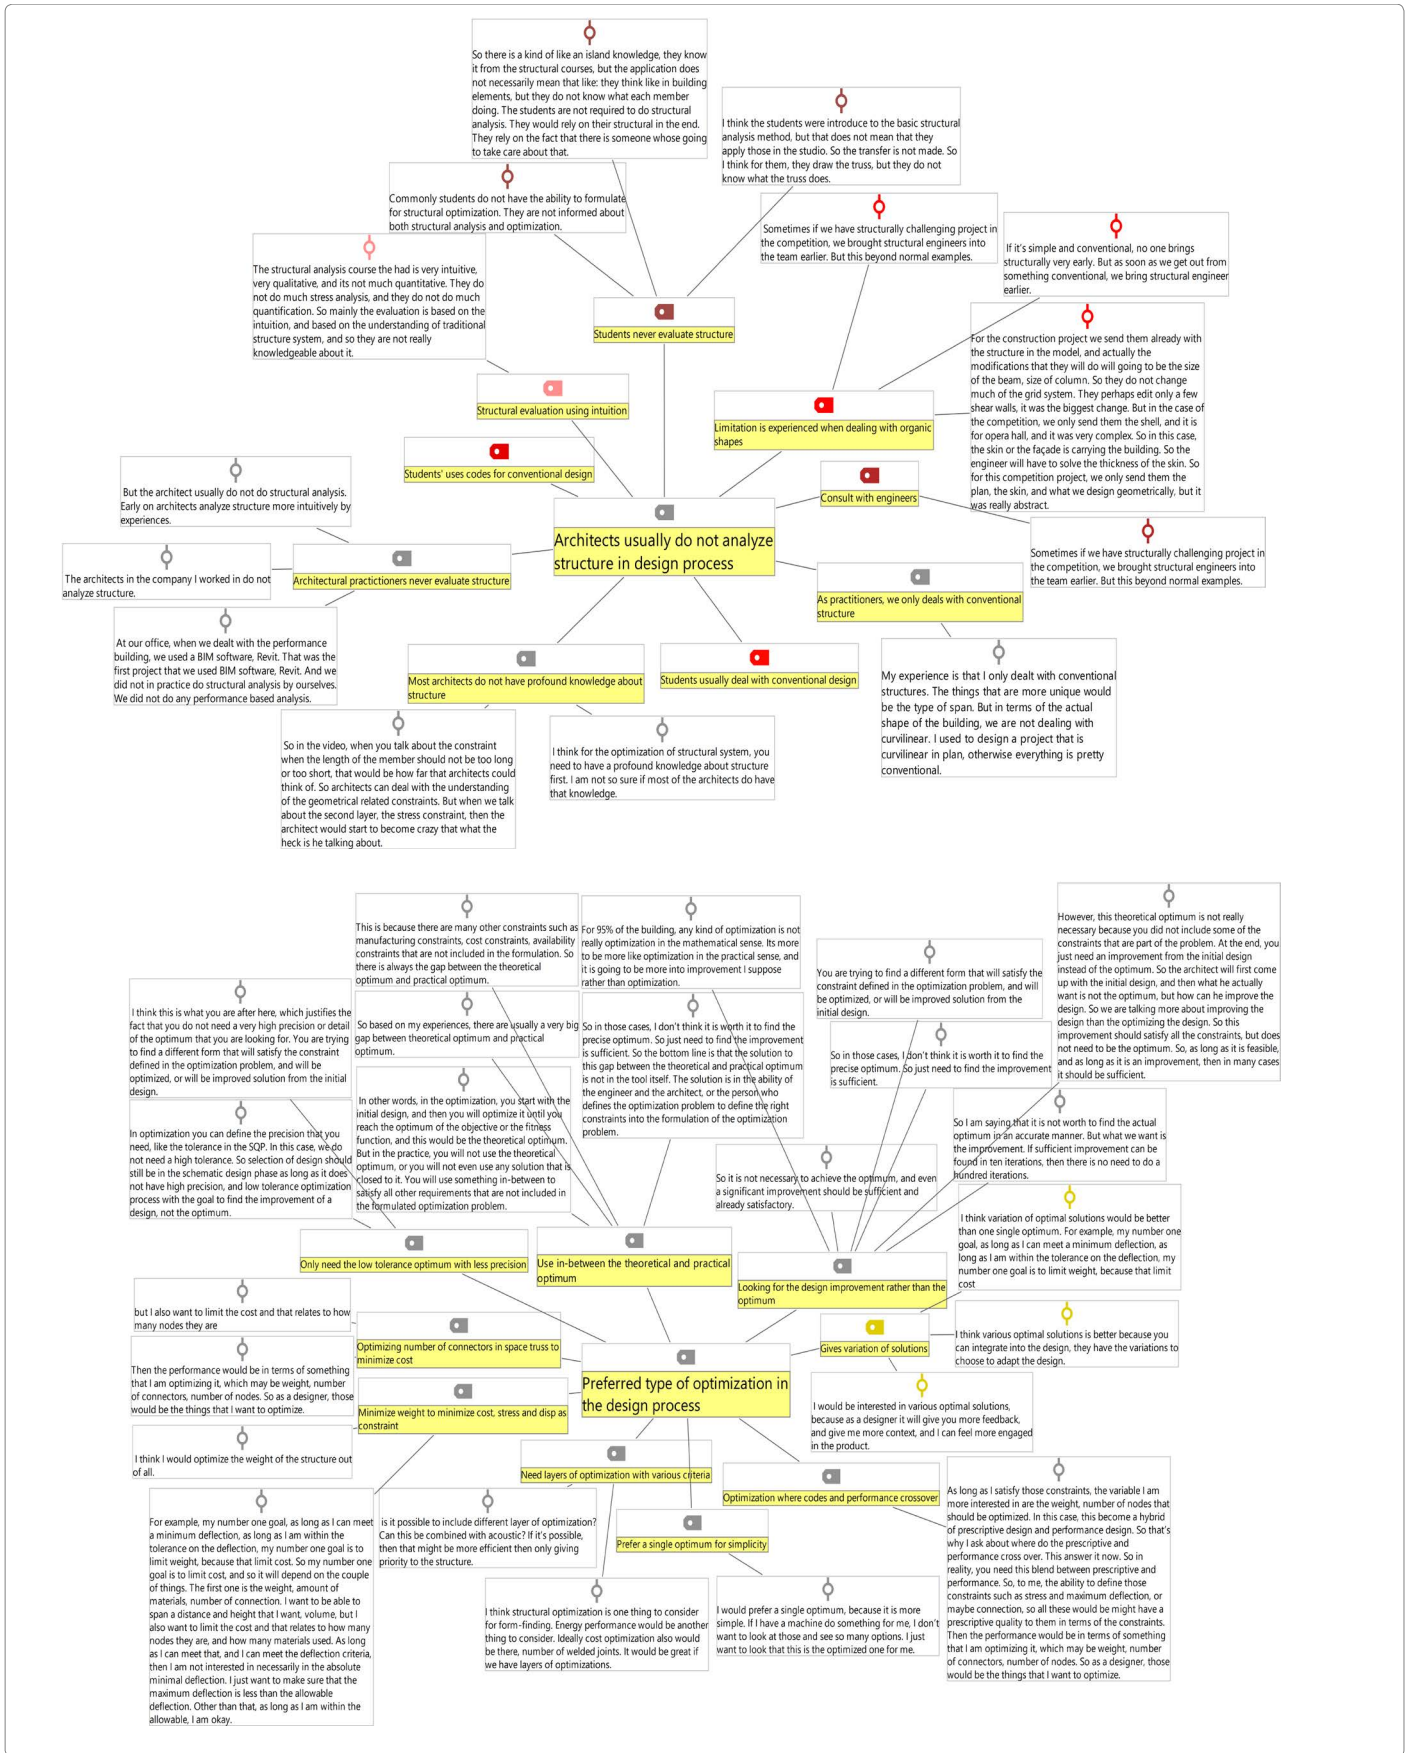 So there is a kind of like an island knowledge, they know
it from the structural courses, but the application does
not necessarily mean that like: they think like in building
elements, but they do not know what each member
doing. The students are not required to do structural
analysis. They would rely on their structural in the end.
They rely on the fact that there is someone whose going
to take care about that.
I think the students were introduce to the basic structural
analysis method, but that does not mean that they
apply those in the studio. So the transfer is not made. So
I think for them, they draw the truss, but they do not
know what the truss does.
Commonly students do not have the ability to formulate
for structural optimization. They are not informed about
both structural analysis and optimization.
Sometimes if we have structurally challenging project in
the competition, we brought structural engineers into
the team earlier. But this beyond normal examples.
If it's simple and conventional, no one brings
structurally very early. But as soon as we get out from
something conventional, we bring structural engineer
earlier.
The structural analysis course the had is very intuitive,
very qualitative, and its not much quantitative. They do
not do much stress analysis, and they do not do much
quantification. So mainly the evaluation is based on the
intuition, and based on the understanding of traditional
structure system, and so they are not really
knowledgeable about it.
Students never evaluate structure
For the construction project we send them already with
the structure in the model, and actually the
modifications that they will do will going to be the size
of the beam, size of column. So they do not change
much of the grid system. They perhaps edit only a few
shear walls, it was the biggest change. But in the case of
the competition, we only send them the shell, and it is
for opera hall, and it was very complex. So in this case,
the skin or the façade is carrying the building. So the
engineer will have to solve the thickness of the skin. So
for this competition project, we only send them the
plan, the skin, and what we design geometrically, but it
was really abstract.
Structural evaluation using intuition
Limitation is experienced when dealing with organic
shapes
Students' uses codes for conventional design
Consult with engineers
But the architect usually do not do structural analysis.
Early on architects analyze structure more intuitively by
experiences.
Architects usually do not analyze
structure in design process
Sometimes if we have structurally challenging project in
the competition, we brought structural engineers into
the team earlier. But this beyond normal examples.
The architects in the company I worked in do not
analyze structure.
Architectural practictioners never evaluate structure
As practitioners, we only deals with conventional
structure
At our office, when we dealt with the performance
building, we used a BIM software, Revit. That was the
first project that we used BIM software, Revit. And we
did not in practice do structural analysis by ourselves.
We did not do any performance based analysis.
Most architects do not have profound knowledge about
structure
Students usually deal with conventional design
My experience is that I only dealt with conventional
structures. The things that are more unique would
be the type of span. But in terms of the actual
shape of the building, we are not dealing with
curvilinear. I used to design a project that is
curvilinear in plan, otherwise everything is pretty
conventional.
So in the video, when you talk about the constraint
when the length of the member should not be too long
or too short, that would be how far that architects could
think of. So architects can deal with the understanding
of the geometrical related constraints. But when we talk
about the second layer, the stress constraint, then the
architect would start to become crazy that what the
heck is he talking about.
I think for the optimization of structural system, you
need to have a profound knowledge about structure
first. I am not so sure if most of the architects do have
that knowledge.
This is because there are many other constraints such as
manufacturing constraints, cost constraints, availability
constraints that are not included in the formulation. So
there is always the gap between the theoretical
optimum and practical optimum.
For 95% of the building, any kind of optimization is not
really optimization in the mathematical sense. Its more
to be more like optimization in the practical sense, and
it is going to be more into improvement I suppose
rather than optimization.
You are trying to find a different form that will satisfy the
constraint defined in the optimization problem, and will
be optimized, or will be improved solution from the
initial design.
However, this theoretical optimum is not really
necessary because you did not include some of the
constraints that are part of the problem. At the end, you
just need an improvement from the initial design
instead of the optimum. So the architect will first come
up with the initial design, and then what he actually
want is not the optimum, but how can he improve the
design. So we are talking more about improving the
design than the optimizing the design. So this
improvement should satisfy all the constraints, but does
not need to be the optimum. So, as long as it is feasible,
and as long as it is an improvement, then in many cases
it should be sufficient.
I think this is what you are after here, which justifies the
fact that you do not need a very high precision or detail
of the optimum that you are looking for. You are trying
to find a different form that will satisfy the constraint
defined in the optimization problem, and will be
optimized, or will be improved solution from the initial
design.
So based on my experiences, there are usually a very big
gap between theoretical optimum and practical
optimum.
So in those cases, I don't think it is worth it to find the
precise optimum. So just need to find the improvement
is sufficient. So the bottom line is that the solution to
this gap between the theoretical and practical optimum
is not in the tool itself. The solution is in the ability of
the engineer and the architect, or the person who
defines the optimization problem to define the right
constraints into the formulation of the optimization
problem.
So in those cases, I don't think it is worth it to find the
precise optimum. So just need to find the improvement
is sufficient.
In optimization you can define the precision that you
need, like the tolerance in the SQP. In this case, we do
not need a high tolerance. So selection of design should
still be in the schematic design phase as long as it does
not have high precision, and low tolerance optimization
process with the goal to find the improvement of a
design, not the optimum.
In other words, in the optimization, you start with the
initial design, and then you will optimize it until you
reach the optimum of the objective or the fitness
function, and this would be the theoretical optimum.
But in the practice, you will not use the theoretical
optimum, or you will not even use any solution that is
closed to it. You will use something in-between to
satisfy all other requirements that are not included in
the formulated optimization problem.
So I am saying that it is not worth to find the actual
optimum in an accurate manner. But what we want is
the improvement. If sufficient improvement can be
found in ten iterations, then there is no need to do a
hundred iterations.
So it is not necessary to achieve the optimum, and even
a significant improvement should be sufficient and
already satisfactory.
I think variation of optimal solutions would be better
than one single optimum. For example, my number one
goal, as long as I can meet a minimum deflection, as
long as I am within the tolerance on the deflection, my
number one goal is to limit weight, because that limit
cost
Only need the low tolerance optimum with less precision
Use in-between the theoretical and practical
optimum
Looking for the design improvement rather than the
optimum
but I also want to limit the cost and that relates to how
many nodes they are
Optimizing number of connectors in space truss to
minimize cost
Gives variation of solutions
I think various optimal solutions is better because you
can integrate into the design, they have the variations to
choose to adapt the design.
Then the performance would be in terms of something
that I am optimizing it, which may be weight, number
of connectors, number of nodes. So as a designer, those
would be the things that I want to optimize.
Preferred type of optimization in
the design process
Minimize weight to minimize cost, stress and disp as
constraint
I would be interested in various optimal solutions,
because as a designer it will give you more feedback,
and give me more context, and I can feel more engaged
in the product.
I think I would optimize the weight of the structure out
of all.
Need layers of optimization with various criteria
Optimization where codes and performance crossover
For example, my number one goal, as long as I can meet
a minimum deflection, as long as I am within the
tolerance on the deflection, my number one goal is to
limit weight, because that limit cost. So my number one
goal is to limit cost, and so it will depend on the couple
of things. The first one is the weight, amount of
materials, number of connection. I want to be able to
span a distance and height that I want, volume, but I
also want to limit the cost and that relates to how many
nodes they are, and how many materials used. As long
as I can meet that, and I can meet the deflection criteria,
then I am not interested in necessarily in the absolute
minimal deflection. I just want to make sure that the
maximum deflection is less than the allowable
deflection. Other than that, as long as I am within the
allowable, I am okay.
is it possible to include different layer of optimization?
Can this be combined with acoustic? If it's possible,
then that might be more efficient then only giving
priority to the structure.
Prefer a single optimum for simplicity
As long as I satisfy those constraints, the variable I am
more interested in are the weight, number of nodes that
should be optimized. In this case, this become a hybrid
of prescriptive design and performance design. So that's
why I ask about where do the prescriptive and
performance cross over. This answer it now. So in
reality, you need this blend between prescriptive and
performance. So, to me, the ability to define those
constraints such as stress and maximum deflection, or
maybe connection, so all these would be might have a
prescriptive quality to them in terms of the constraints.
Then the performance would be in terms of something
that I am optimizing it, which may be weight, number
of connectors, number of nodes. So as a designer, those
would be the things that I want to optimize.
I think structural optimization is one thing to consider
for form-finding. Energy performance would be another
thing to consider. Ideally cost optimization also would
be there, number of welded joints. It would be great if
we have layers of optimizations.
I would prefer a single optimum, because it is more
simple. If I have a machine do something for me, I don't
want to look at those and see so many options. I just
want to look that this is the optimized one for me.